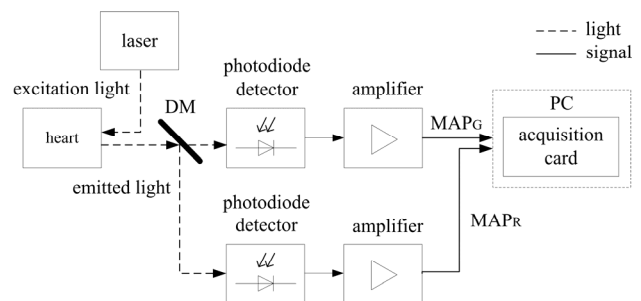 light
laser
signal
excitation light
photodiode
detector
amplifier
PC
DM
MAPG
acquisition
card
heart
emitted light
photodiode
detector
amplifier
MAPR